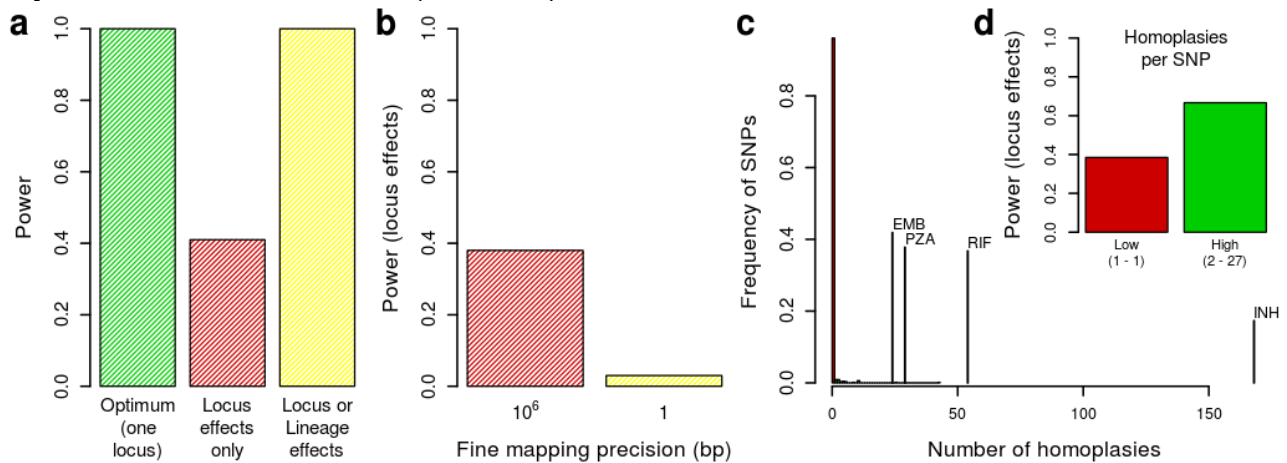 a
Power
0.0
0.2
0.4
0.6
0.8
1.0
Optimum
(one
locus)
Locus
effects
only
Locus or
Lineage
effects
b
Power (locus effects)
0.0
0.2
0.4
0.6
0.8
1.0
10⁶
1
Fine mapping precision (bp)
c
Frequency of SNPs
0.0
0.2
0.4
0.6
0.8
EMB
PZA
RIF
INH
0
50
100
150
Number of homoplasies
d
Homoplasies
per SNP
Power (locus effects)
0.0
0.2
0.4
0.6
0.8
1.0
Low
(1 - 1)
High
(2 - 27)